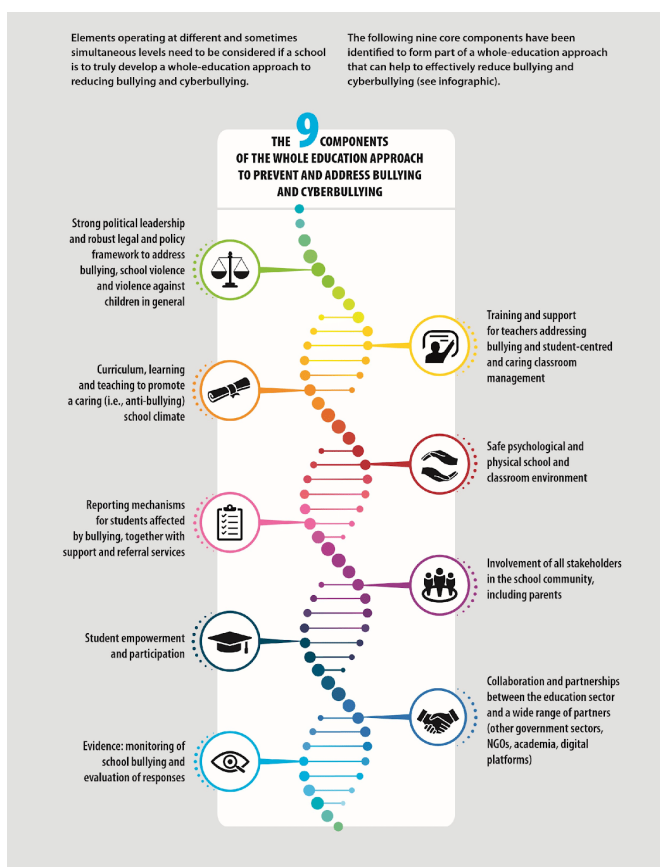 Elements operating at different and sometimes
simultaneous levels need to be considered if a school
is to truly develop a whole-education approach to
reducing bullying and cyberbullying.
The following nine core components have been
identified to form part of a whole-education approach
that can help to effectively reduce bullying and
cyberbullying (see infographic).
THE 9 COMPONENTS
OF THE WHOLE EDUCATION APPROACH
TO PREVENT AND ADDRESS BULLYING
AND CYBERBULLYING
Strong political leadership
and robust legal and policy
framework to address
bullying, school violence
and violence against
children in general
Training and support
for teachers addressing
bullying and student-centred
and caring classroom
management
Curriculum, learning
and teaching to promote
a caring (i.e., anti-bullying)
school climate
Safe psychological and
physical school and
classroom environment
Reporting mechanisms
for students affected
by bullying, together with
support and referral services
Involvement of all stakeholders
in the school community,
including parents
Student empowerment
and participation
Collaboration and partnerships
between the education sector
and a wide range of partners
(other government sectors,
NGOs, academia, digital
platforms)
Evidence: monitoring of
school bullying and
evaluation of responses